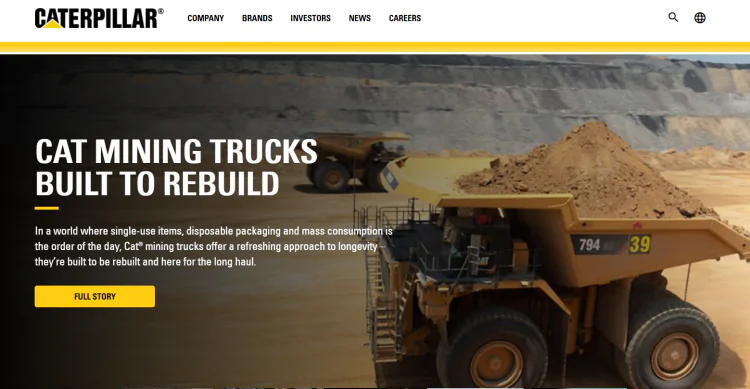 CATERPILLAR®
COMPANY BRANDS INVESTORS NEWS CAREERS
CAT MINING TRUCKS
BUILT TO REBUILD
In a world where single-use items, disposable packaging and mass consumption is
the order of the day, Cat® mining trucks offer a refreshing approach to longevity –
they’re built to be rebuilt and here for the long haul.
FULL STORY
794 39
CAT